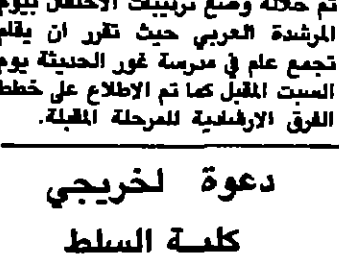 تم خلاله وضع ترتيبات الاحتفال بيوم
المرشدة العربي حيث تقرر ان يقام
تجمع عام في مدرسة غور الحديثة يوم
السبت المقبل كما تم الاطلاع على خطط
الفرق الارشادية للمرحلة المقبلة.
دعوة لخريجي
كلية السلط